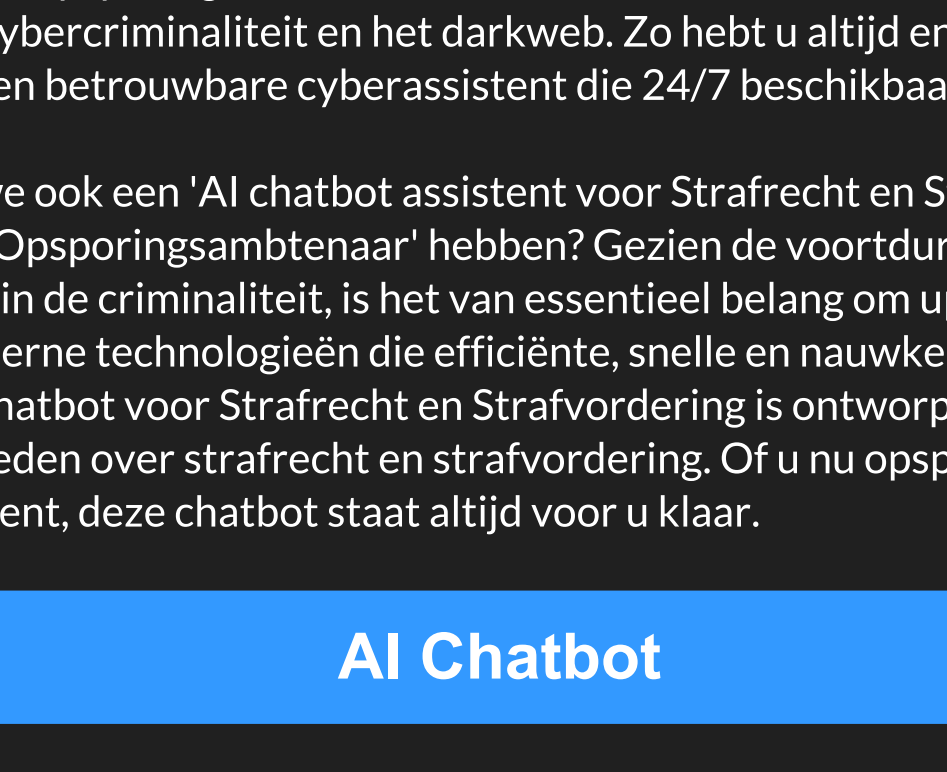 ybercriminaliteit en het darkweb. Zo hebt u altijd en
en betrouwbare cyberassistent die 24/7 beschikbaa
e ook een 'AI chatbot assistent voor Strafrecht en S
Opsporingsambtenaar' hebben? Gezien de voortdur
in de criminaliteit, is het van essentieel belang om u
erne technologieën die efficiënte, snelle en nauwke
hatbot voor Strafrecht en Strafvordering is ontworp
eden over strafrecht en strafvordering. Of u nu opsp
ent, deze chatbot staat altijd voor u klaar.
AI Chatbot